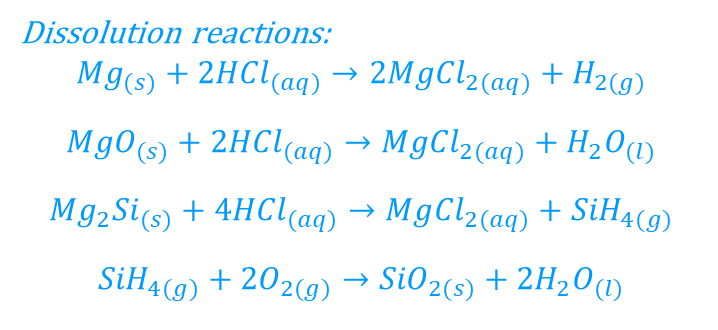 Dissolution reactions:
Mg(s) + 2HCl(aq) → 2MgCl2(aq) + H2(g)
MgO(s) + 2HCl(aq) → MgCl2(aq) + H2O(l)
Mg2Si(s) + 4HCl(aq) → MgCl2(aq) + SiH4(g)
SiH4(g) + 2O2(g) → SiO2(s) + 2H2O(l)